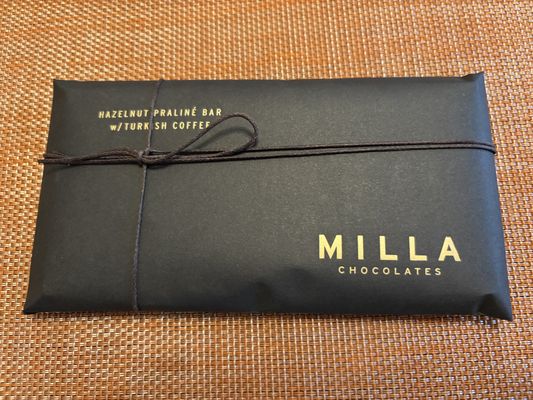 HAZELNUT PRALINÉ BAR
w/TURKISH COFFEE
MILLA
CHOCOLATES